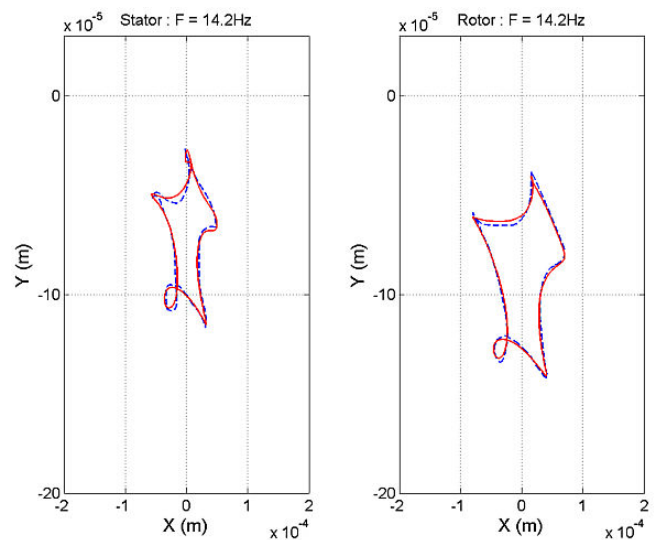 x 10⁻⁵ Stator : F = 14.2Hz
0
-10
-20
-2 -1 0 1 2
Y (m)
X (m)
x 10⁻⁴
x 10⁻⁵ Rotor : F = 14.2Hz
0
-10
-20
-2 -1 0 1 2
Y (m)
X (m)
x 10⁻⁴